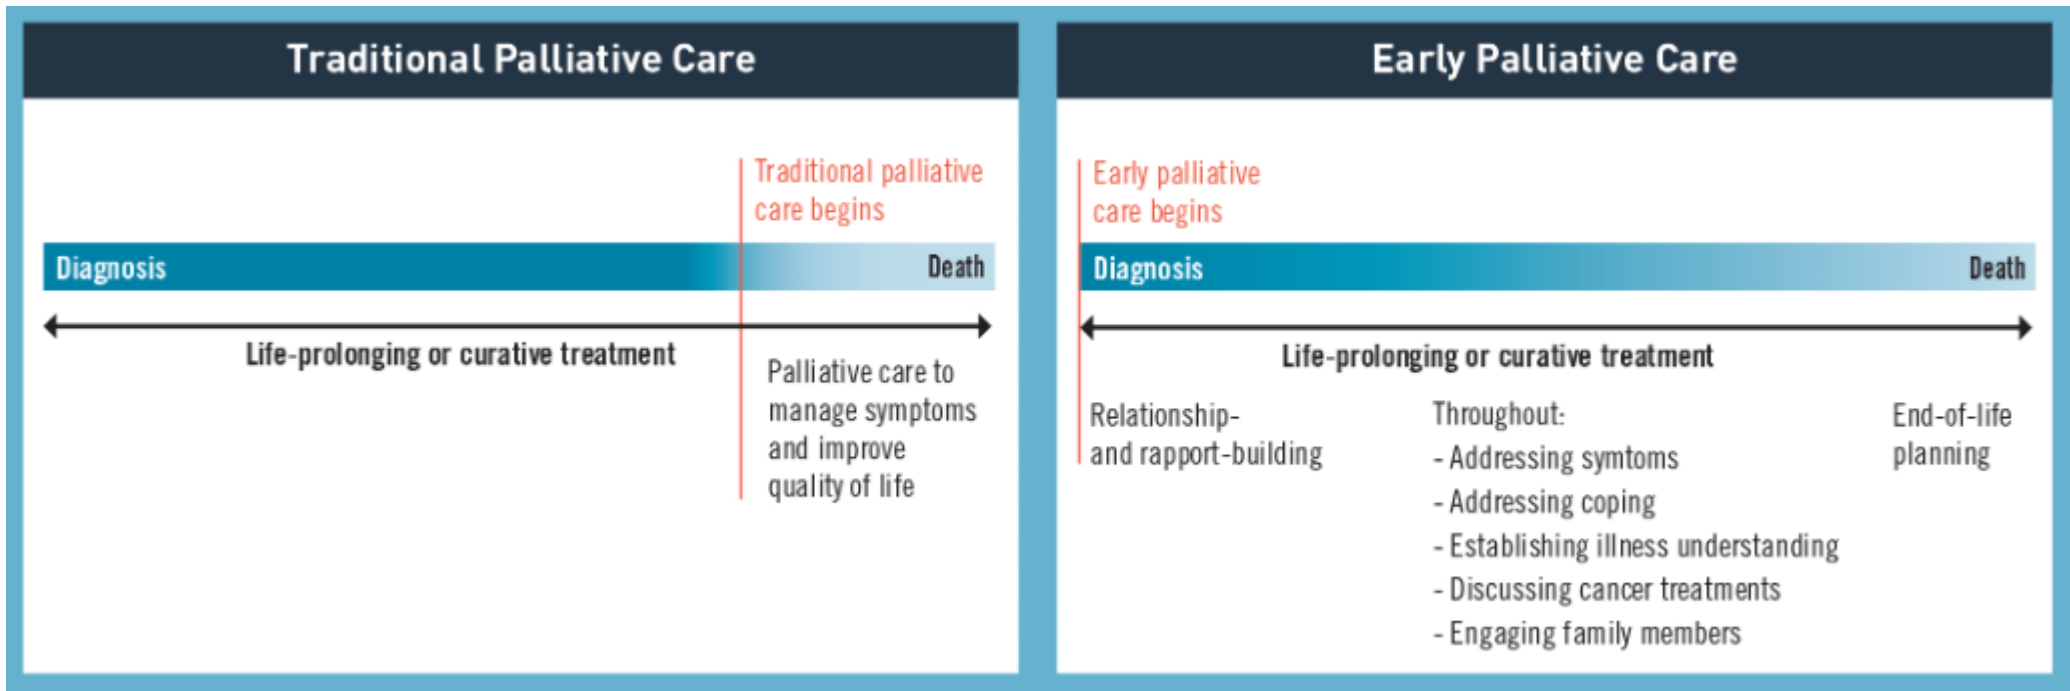 Traditional Palliative Care
Traditional palliative
care begins
Diagnosis
Death
Life-prolonging or curative treatment
Palliative care to
manage symptoms
and improve
quality of life
Early Palliative Care
Early palliative
care begins
Diagnosis
Death
Life-prolonging or curative treatment
Relationship-
and rapport-building
Throughout:
- Addressing symtoms
- Addressing coping
- Establishing illness understanding
- Discussing cancer treatments
- Engaging family members
End-of-life
planning